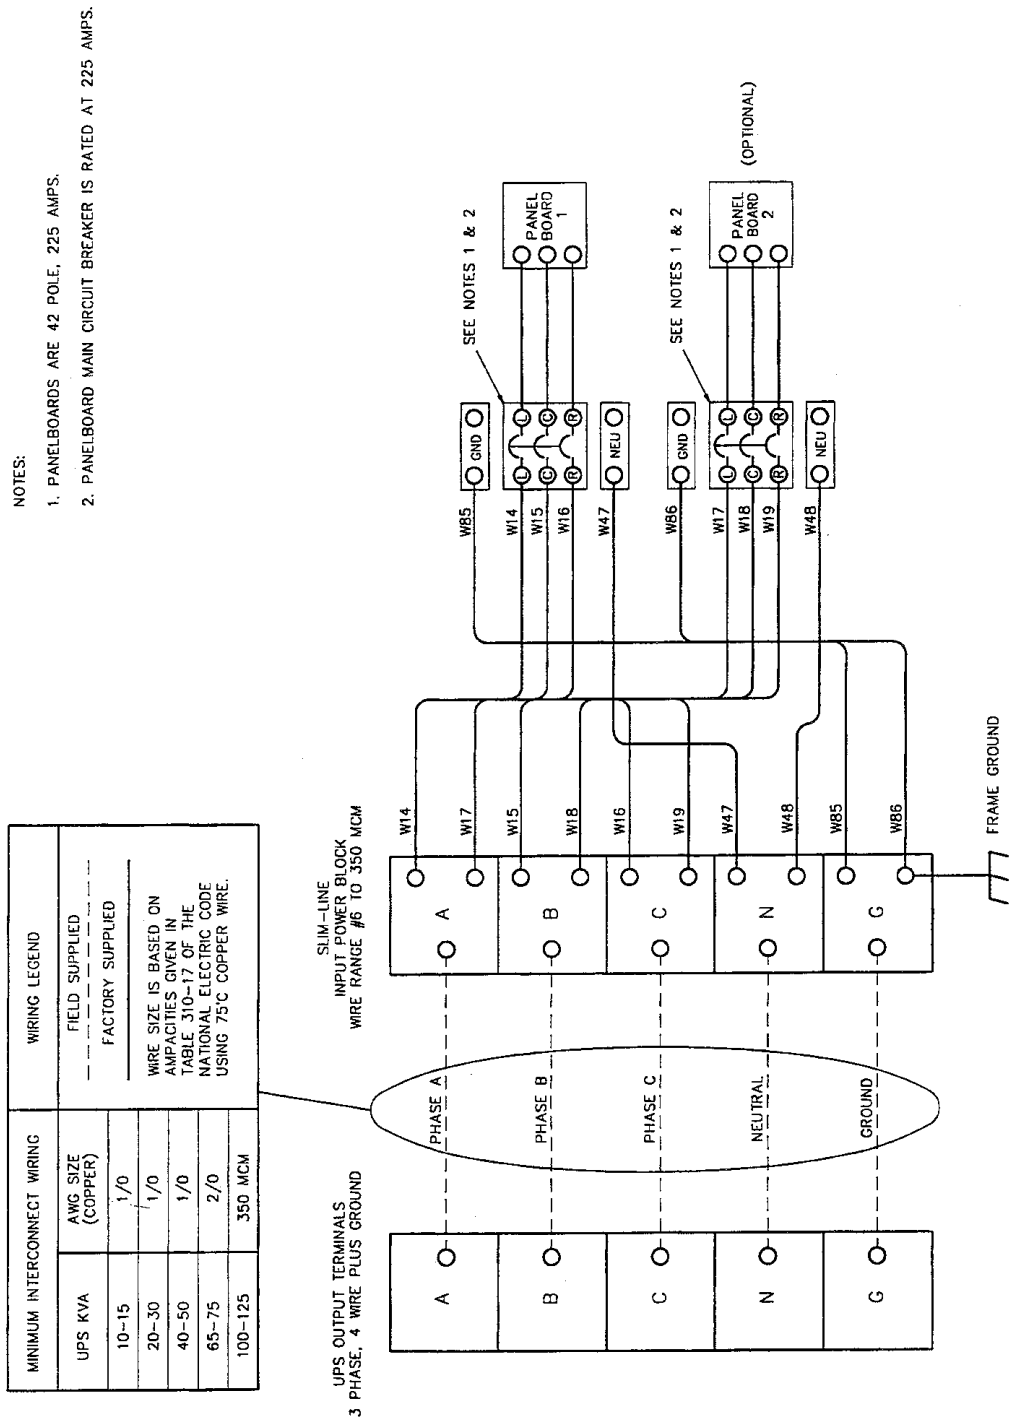 NOTES:
1. PANELBOARDS ARE 42 POLE, 225 AMPS.
2. PANELBOARD MAIN CIRCUIT BREAKER IS RATED AT 225 AMPS.
MINIMUM INTERCONNECT WIRING
WIRING LEGEND
UPS KVA
AWG SIZE
(COPPER)
10-15
1/0
20-30
1/0
40-50
1/0
65-75
2/0
100-125
350 MCM
FIELD SUPPLIED
FACTORY SUPPLIED
WIRE SIZE IS BASED ON
AMPACITIES GIVEN IN
TABLE 310-17 OF THE
NATIONAL ELECTRIC CODE
USING 75°C COPPER WIRE.
UPS OUTPUT TERMINALS
3 PHASE, 4 WIRE PLUS GROUND
A
B
C
N
G
PHASE A
PHASE B
PHASE C
NEUTRAL
GROUND
SLIM-LINE
INPUT POWER BLOCK
WIRE RANGE #6 TO 350 MCM
A
B
C
N
G
W14
W17
W15
W18
W16
W19
W47
W48
W85
W86
FRAME GROUND
W85
W14
W15
W16
W47
W86
W17
W18
W19
W48
GND
L
L
C
C
R
R
NEU
GND
L
L
C
C
R
R
NEU
SEE NOTES 1 & 2
SEE NOTES 1 & 2
PANEL
BOARD
1
PANEL
BOARD
2
(OPTIONAL)